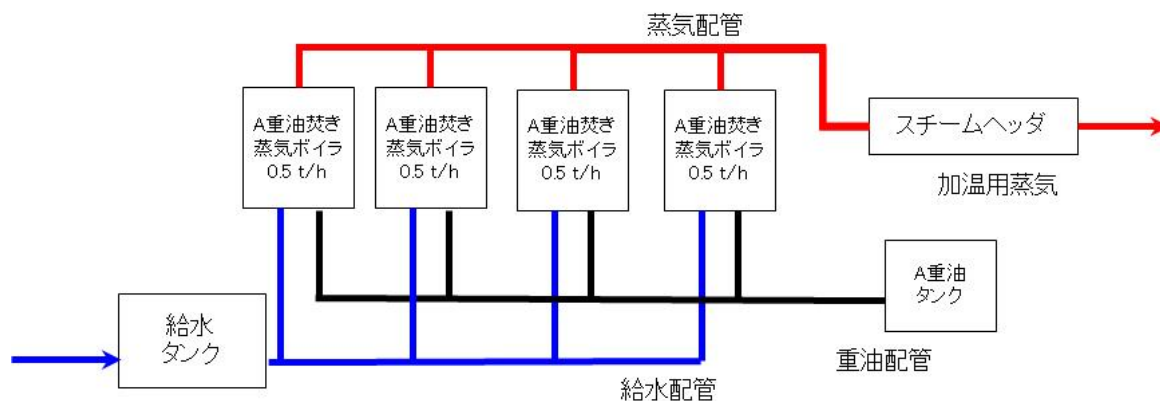 蒸気配管
A重油焚き
蒸気ボイラ
0.5 t/h
A重油焚き
蒸気ボイラ
0.5 t/h
A重油焚き
蒸気ボイラ
0.5 t/h
A重油焚き
蒸気ボイラ
0.5 t/h
スチームヘッダ
加温用蒸気
A重油
タンク
給水
タンク
重油配管
給水配管